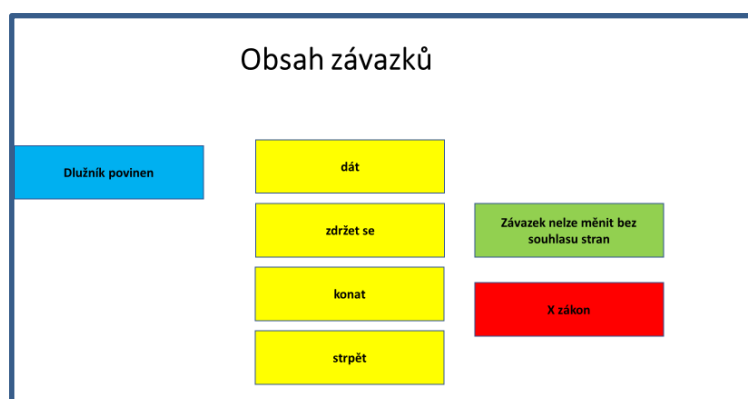 Obsah závazků
Dlužník povinen
dát
zdržet se
konat
strpět
Závazek nelze měnit bez
souhlasu stran
X zákon